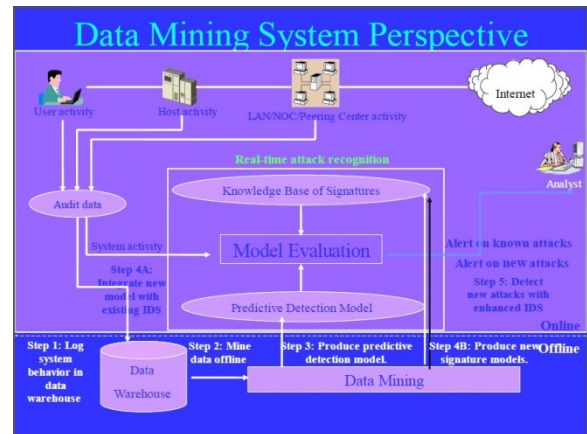 Data Mining System Perspective
User activity
Host activity
LAN/NOC/Peering Center activity
Internet
Real-time attack recognition
Analyst
Knowledge Base of Signatures
Audit data
System activity
Model Evaluation
Alert on known attacks
Alert on new attacks
Step 4A:
Integrate new
model with
existing IDS
Step 5: Detect
new attacks with
enhanced IDS
Predictive Detection Model
Online
Offline
Step 1: Log
system
behavior in
data
warehouse
Step 2: Mine
data offline
Step 3: Produce predictive
detection model.
Step 4B: Produce new
signature models.
Data
Warehouse
Data Mining